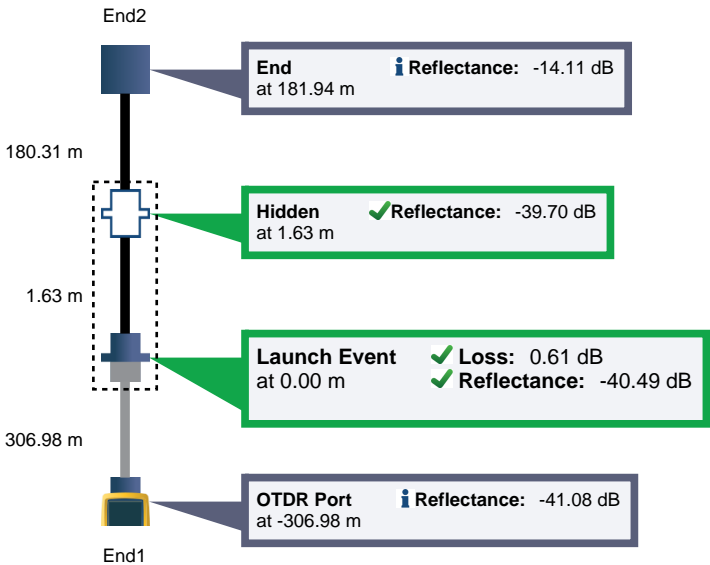 End2
End
Reflectance: -14.11 dB
at 181.94 m
180.31 m
Hidden
Reflectance: -39.70 dB
at 1.63 m
1.63 m
Launch Event
Loss: 0.61 dB
at 0.00 m
Reflectance: -40.49 dB
306.98 m
OTDR Port
Reflectance: -41.08 dB
at -306.98 m
End1